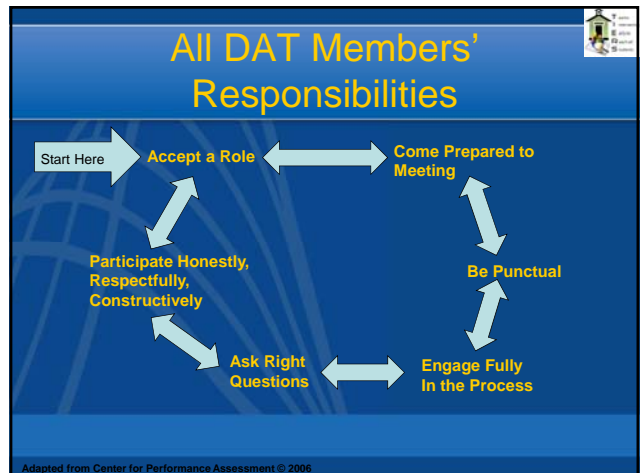 All DAT Members'
Responsibilities
Start Here
Accept a Role
Come Prepared to
Meeting
Be Punctual
Engage Fully
In the Process
Ask Right
Questions
Participate Honestly,
Respectfully,
Constructively
Adapted from Center for Performance Assessment © 2006